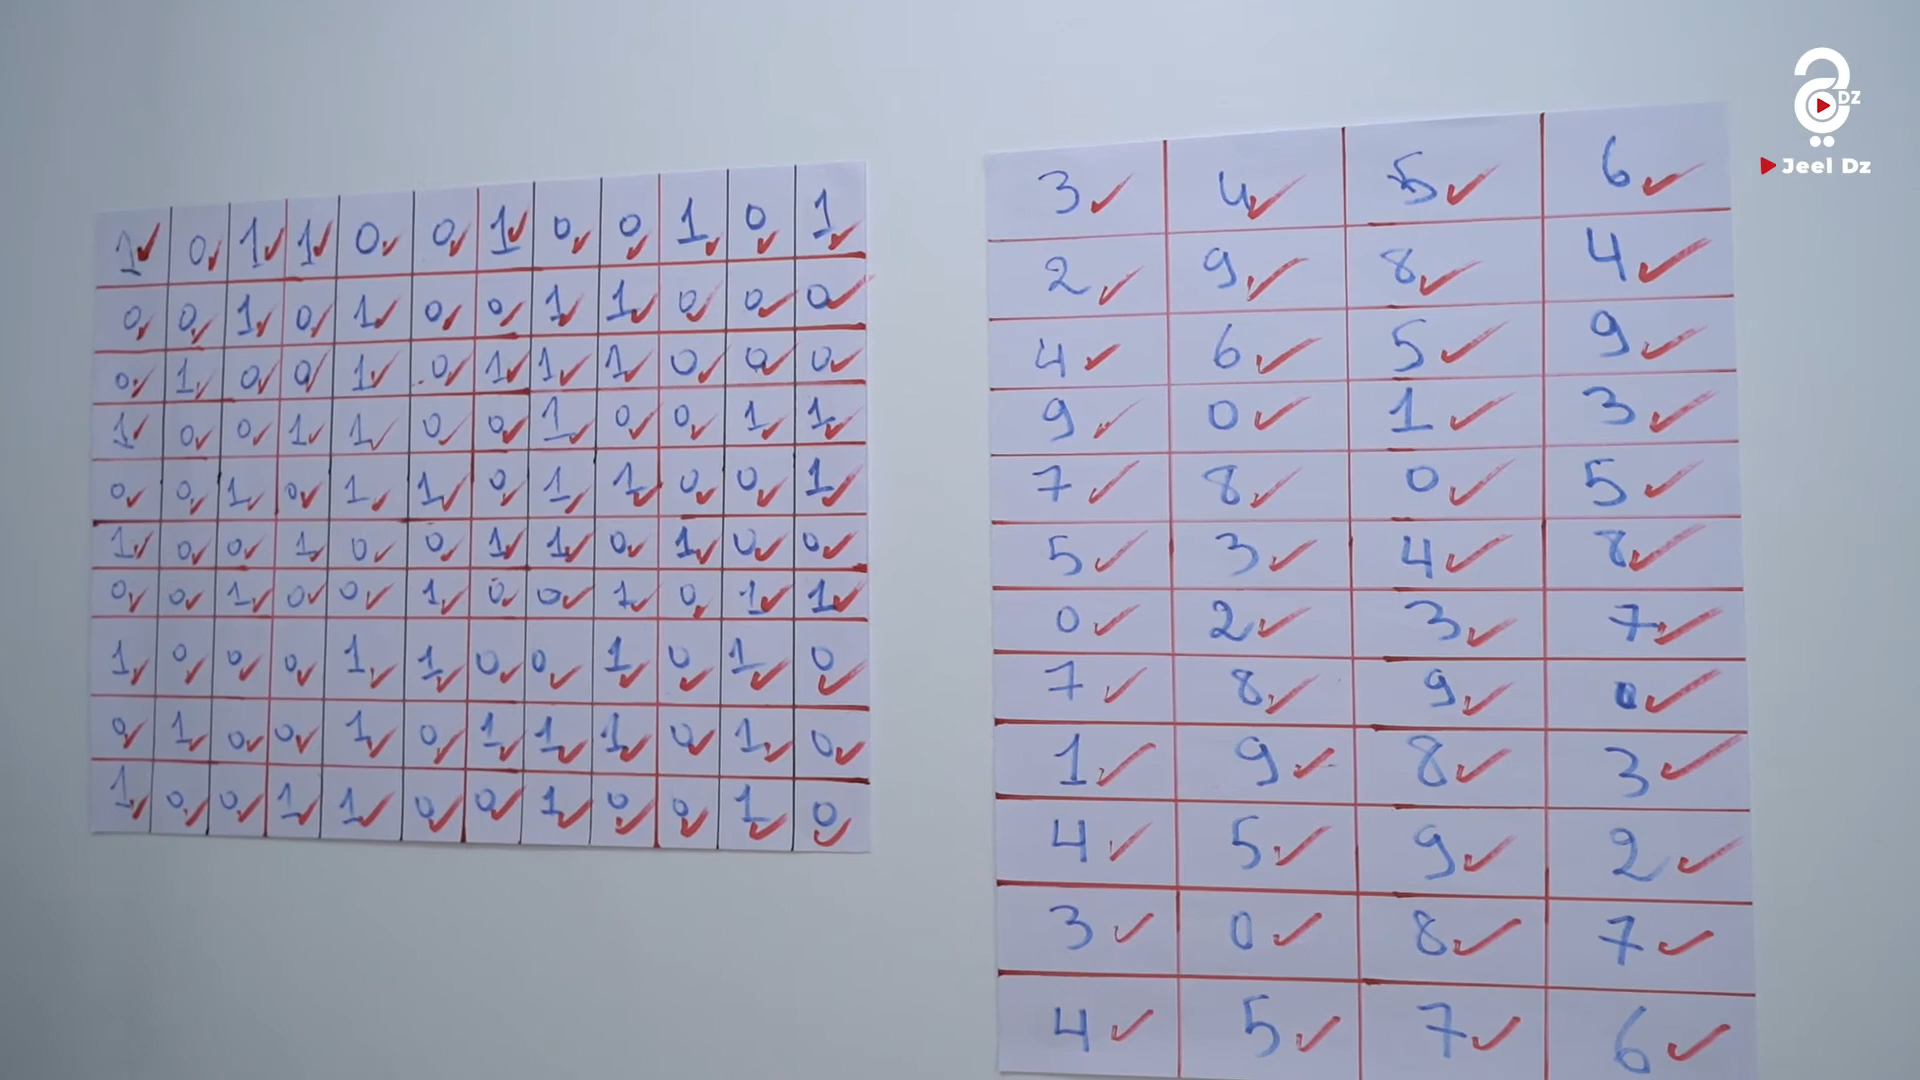 1 0 1 1 0 0 1 0 0 1 0 1
0 0 1 0 1 0 0 1 1 0 0 0
0 1 0 0 1 0 1 1 1 0 0 0
1 0 0 1 1 0 0 1 0 0 1 1
0 0 1 0 1 1 0 1 1 0 0 1
1 0 0 1 0 0 1 1 0 1 0 0
0 0 1 0 0 1 0 0 1 0 1 1
1 0 0 0 1 1 0 0 1 0 1 0
0 1 0 0 1 0 1 1 1 0 1 0
1 0 0 1 1 0 0 1 0 0 1 0
3 4 5 6
2 9 8 4
4 6 5 9
9 0 1 3
7 8 0 5
5 3 4 8
0 2 3 7
7 8 9 0
1 9 8 3
4 5 9 2
3 0 8 7
4 5 7 6
DZ
Jeel Dz